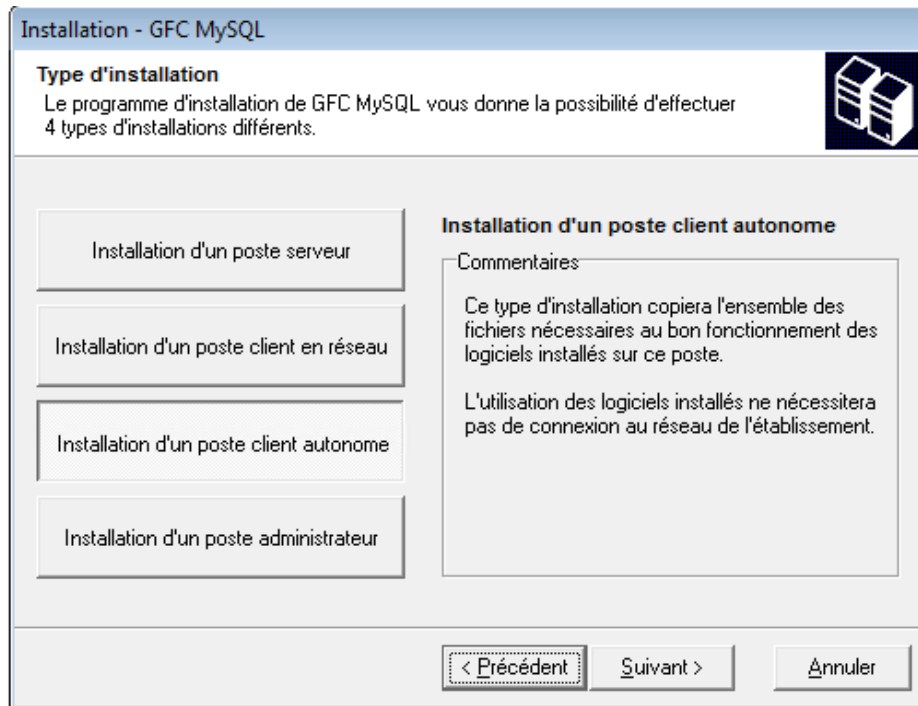 Installation - GFC MySQL
Type d'installation
Le programme d'installation de GFC MySQL vous donne la possibilité d'effectuer
4 types d'installations différents.
Installation d'un poste serveur
Installation d'un poste client en réseau
Installation d'un poste client autonome
Installation d'un poste administrateur
Installation d'un poste client autonome
Commentaires
Ce type d'installation copiera l'ensemble des
fichiers nécessaires au bon fonctionnement des
logiciels installés sur ce poste.
L'utilisation des logiciels installés ne nécessitera
pas de connexion au réseau de l'établissement.
< Précédent
Suivant >
Annuler